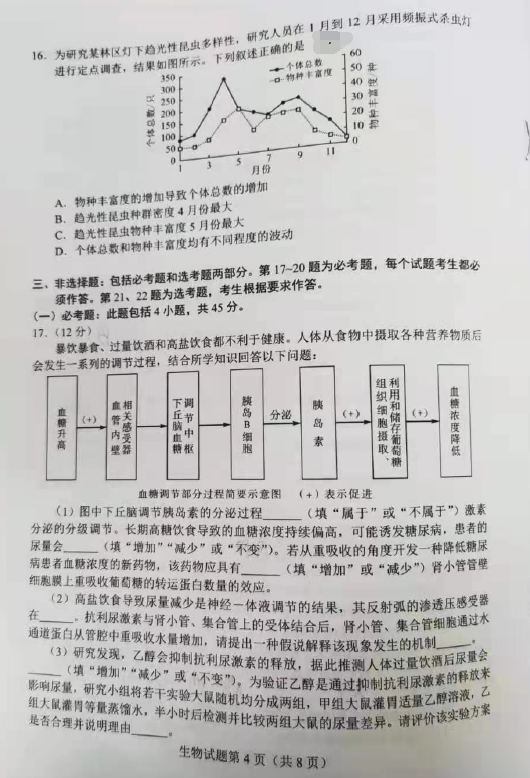 16．为研究某林区灯下趋光性昆虫多样性，研究人员在 1 月到 12 月采用频振式杀虫灯
进行定点调查，结果如图所示。下列叙述正确的是
个体总数/只
350
300
250
200
150
100
50
0
个体总数
物种丰富度
60
50
40
30
20
10
0
物种丰富度/种
1 3 5 7 9 11
月份
A．物种丰富度的增加导致个体总数的增加
B．趋光性昆虫种群密度 4 月份最大
C．趋光性昆虫物种丰富度 5 月份最大
D．个体总数和物种丰富度均有不同程度的波动
三、非选择题：包括必考题和选考题两部分。第 17~20 题为必考题，每个试题考生都必
须作答。第 21、22 题为选考题，考生根据要求作答。
（一）必考题：此题包括 4 小题，共 45 分。
17．（12 分）
暴饮暴食、过量饮酒和高盐饮食都不利于健康。人体从食物中摄取各种营养物质后
会发生一系列的调节过程，结合所学知识回答以下问题：
血糖升高
(+)
血管内壁
相关感受器
下丘脑血糖
调节中枢
胰岛B细胞
分泌
胰岛素
(+)
组织细胞摄取、
利用和储存葡萄糖
(+)
血糖浓度降低
血糖调节部分过程简要示意图 （+）表示促进
（1）图中下丘脑调节胰岛素的分泌过程______（填“属于”或“不属于”）激素
分泌的分级调节。长期高糖饮食导致的血糖浓度持续偏高，可能诱发糖尿病，患者的
尿量会______（填“增加”“减少”或“不变”）。若从重吸收的角度开发一种降低糖尿
病患者血糖浓度的新药物，该药物应具有______（填“增加”或“减少”）肾小管管壁
细胞膜上重吸收葡萄糖的转运蛋白数量的效应。
（2）高盐饮食导致尿量减少是神经—体液调节的结果，其反射弧的渗透压感受器
在______。抗利尿激素与肾小管、集合管上的受体结合后，肾小管、集合管细胞通过水
通道蛋白从管腔中重吸收水量增加，请提出一种假说解释该现象发生的机制______。
（3）研究发现，乙醇会抑制抗利尿激素的释放，据此推测人体过量饮酒后尿量会
______（填“增加”“减少”或“不变”）。为验证乙醇是通过抑制抗利尿激素的释放来
影响尿量，研究小组将若干实验大鼠随机均分成两组，甲组大鼠灌胃适量乙醇溶液，乙
组大鼠灌胃等量蒸馏水，半小时后检测并比较两组大鼠的尿量差异。请评价该实验方案
是否合理并说明理由______。
生物试题第 4 页（共 8 页）